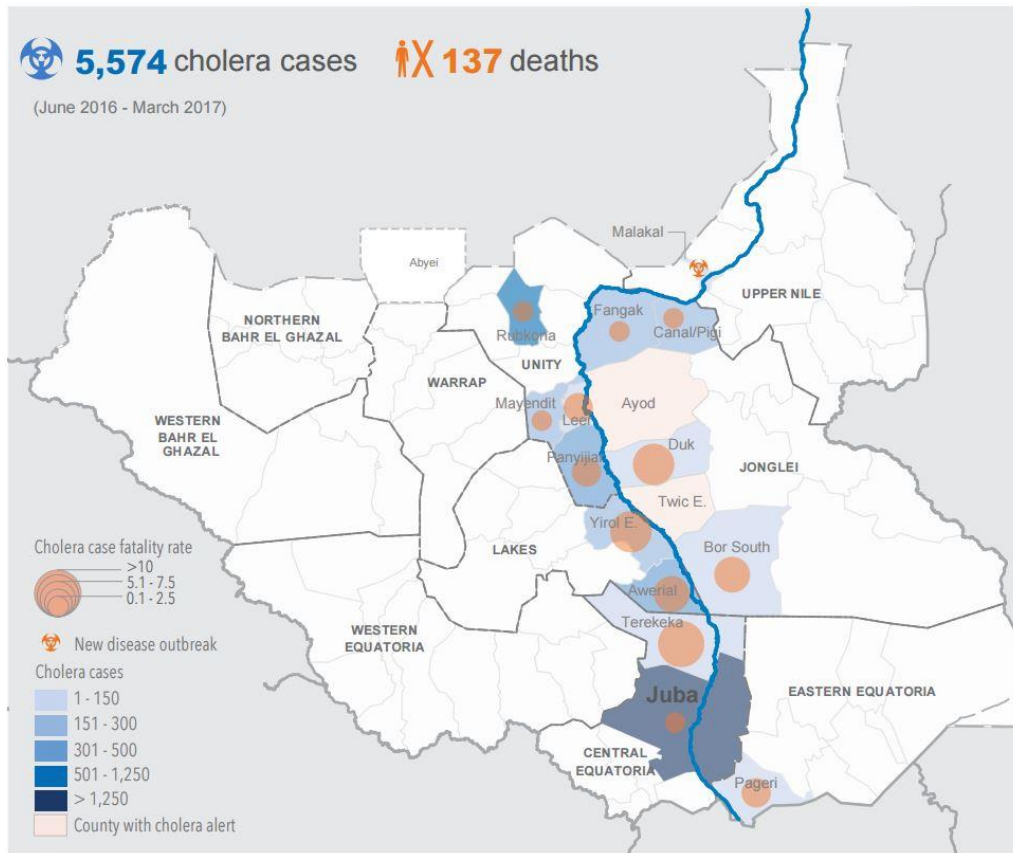 5,574 cholera cases
137 deaths
(June 2016 - March 2017)
Malakal
Abyei
UPPER NILE
NORTHERN
BAHR EL GHAZAL
Fangak
Canal/Pigi
Rubkona
UNITY
WARRAP
Mayendit
Leer
Ayod
WESTERN
BAHR EL
GHAZAL
Duk
Panyijiar
JONGLEI
Twic E.
Yirol E.
LAKES
Bor South
Awerial
Terekeka
WESTERN
EQUATORIA
Juba
EASTERN EQUATORIA
CENTRAL
EQUATORIA
Pageri
Cholera case fatality rate
>10
5.1 - 7.5
0.1 - 2.5
New disease outbreak
Cholera cases
1 - 150
151 - 300
301 - 500
501 - 1,250
> 1,250
County with cholera alert